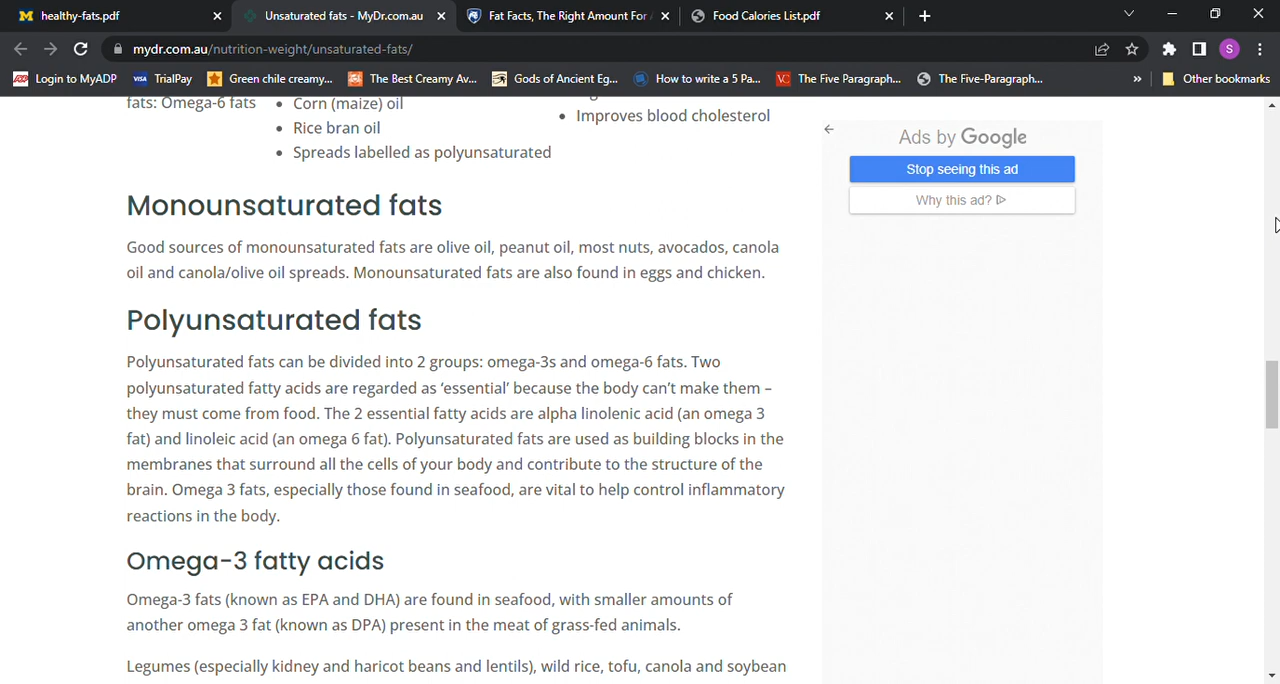 healthy-fats.pdf
Unsaturated fats - MyDr.com.au
Fat Facts, The Right Amount For
Food Calories List.pdf
mydr.com.au/nutrition-weight/unsaturated-fats/
S
Login to MyADP
VISA
TrialPay
Green chile creamy...
The Best Creamy Av...
Gods of Ancient Eg...
How to write a 5 Pa...
VC
The Five Paragraph...
The Five-Paragraph...
»
Other bookmarks
fats: Omega-6 fats
• Corn (maize) oil
• Rice bran oil
• Spreads labelled as polyunsaturated
• Improves blood cholesterol
Monounsaturated fats
Good sources of monounsaturated fats are olive oil, peanut oil, most nuts, avocados, canola
oil and canola/olive oil spreads. Monounsaturated fats are also found in eggs and chicken.
Polyunsaturated fats
Polyunsaturated fats can be divided into 2 groups: omega-3s and omega-6 fats. Two
polyunsaturated fatty acids are regarded as ‘essential’ because the body can’t make them –
they must come from food. The 2 essential fatty acids are alpha linolenic acid (an omega 3
fat) and linoleic acid (an omega 6 fat). Polyunsaturated fats are used as building blocks in the
membranes that surround all the cells of your body and contribute to the structure of the
brain. Omega 3 fats, especially those found in seafood, are vital to help control inflammatory
reactions in the body.
Omega-3 fatty acids
Omega-3 fats (known as EPA and DHA) are found in seafood, with smaller amounts of
another omega 3 fat (known as DPA) present in the meat of grass-fed animals.
Legumes (especially kidney and haricot beans and lentils), wild rice, tofu, canola and soybean
Ads by Google
Stop seeing this ad
Why this ad?